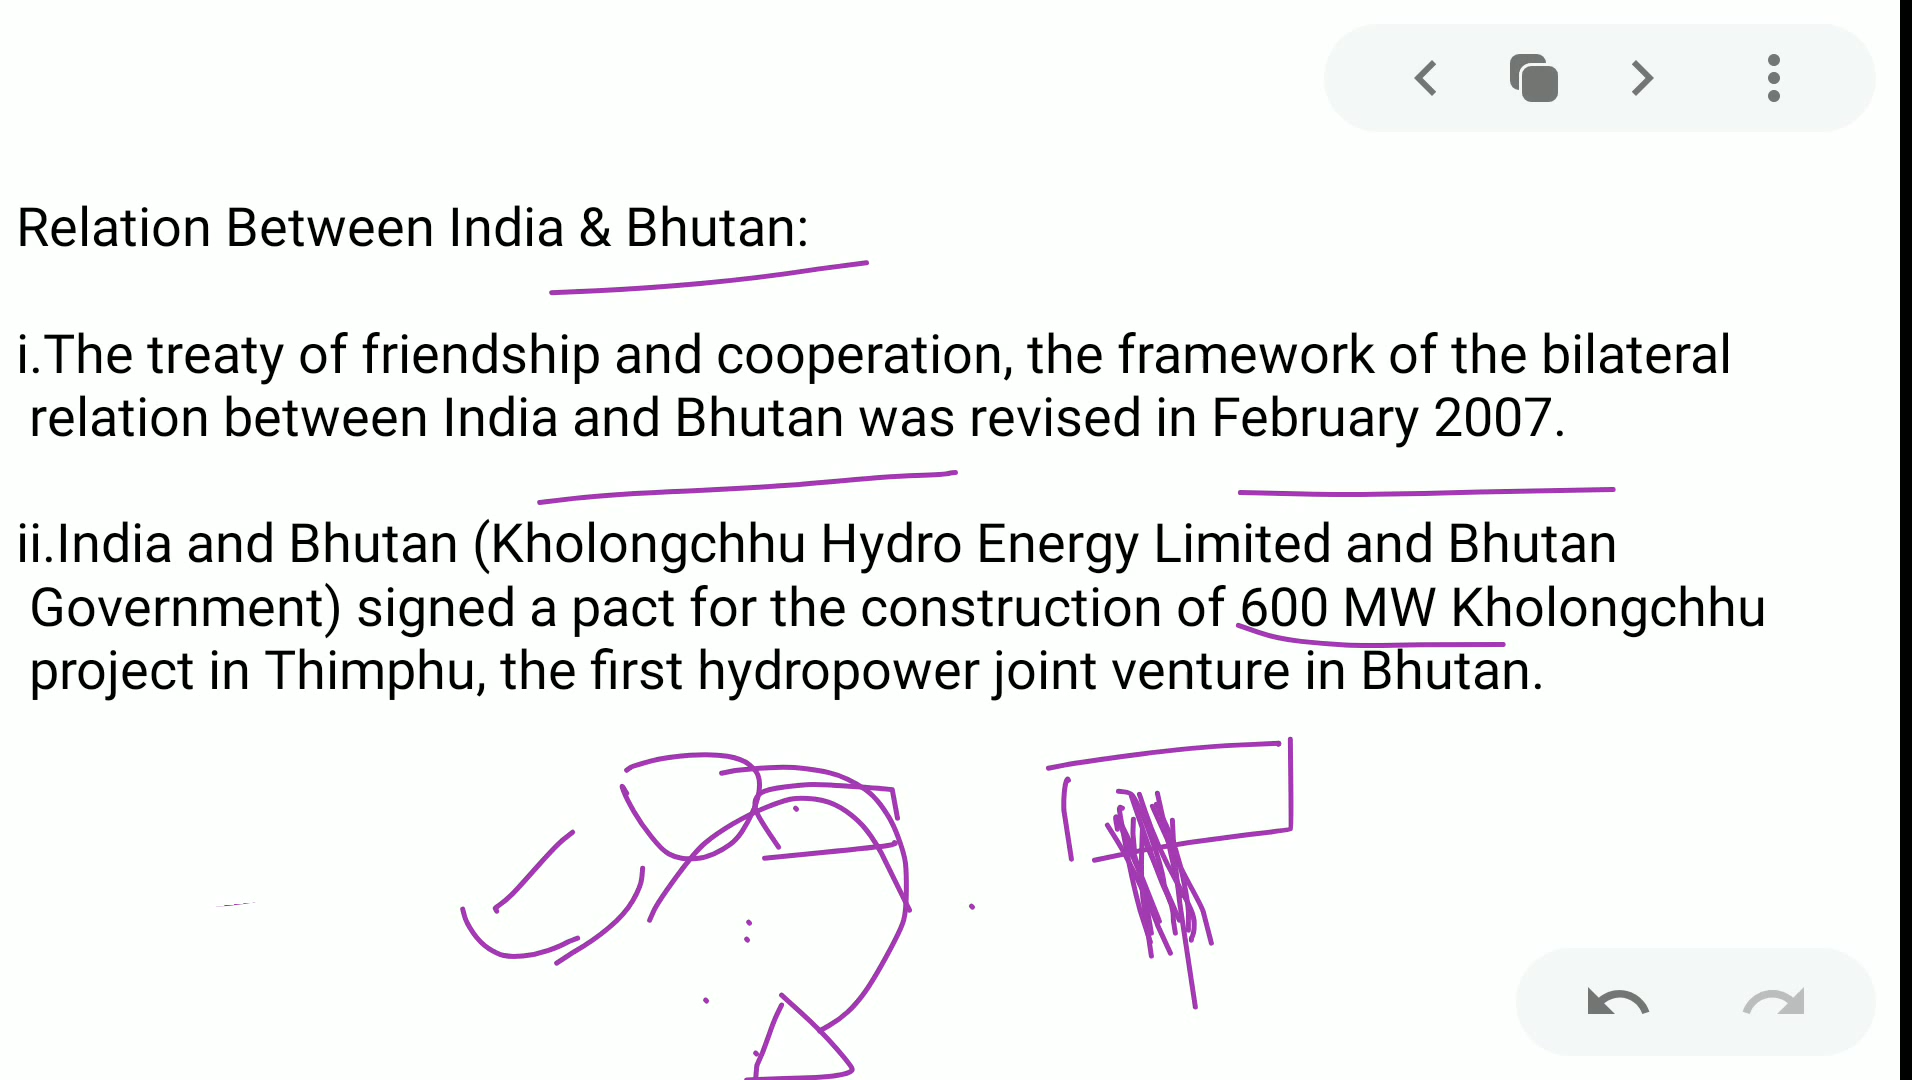 Relation Between India & Bhutan:
i.The treaty of friendship and cooperation, the framework of the bilateral
relation between India and Bhutan was revised in February 2007.
ii.India and Bhutan (Kholongchhu Hydro Energy Limited and Bhutan
Government) signed a pact for the construction of 600 MW Kholongchhu
project in Thimphu, the first hydropower joint venture in Bhutan.